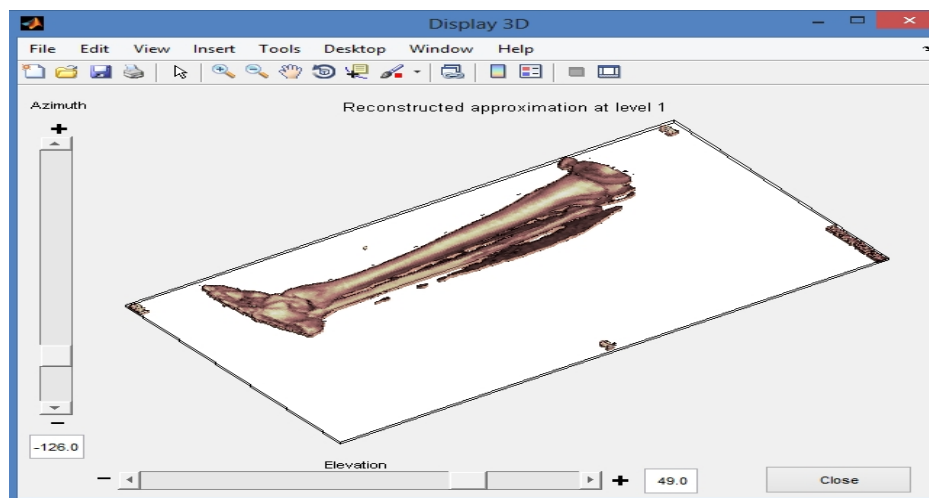 Display 3D
File Edit View Insert Tools Desktop Window Help
Azimuth
Reconstructed approximation at level 1
+
−
-126.0
Elevation
− + 49.0 Close